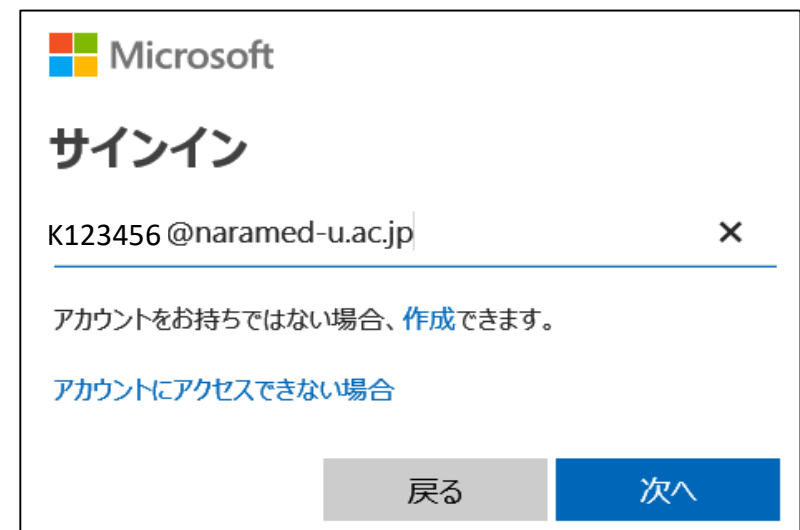 Microsoft
サインイン
K123456 @naramed-u.ac.jp ×
アカウントをお持ちではない場合、作成できます。
アカウントにアクセスできない場合
戻る 次へ